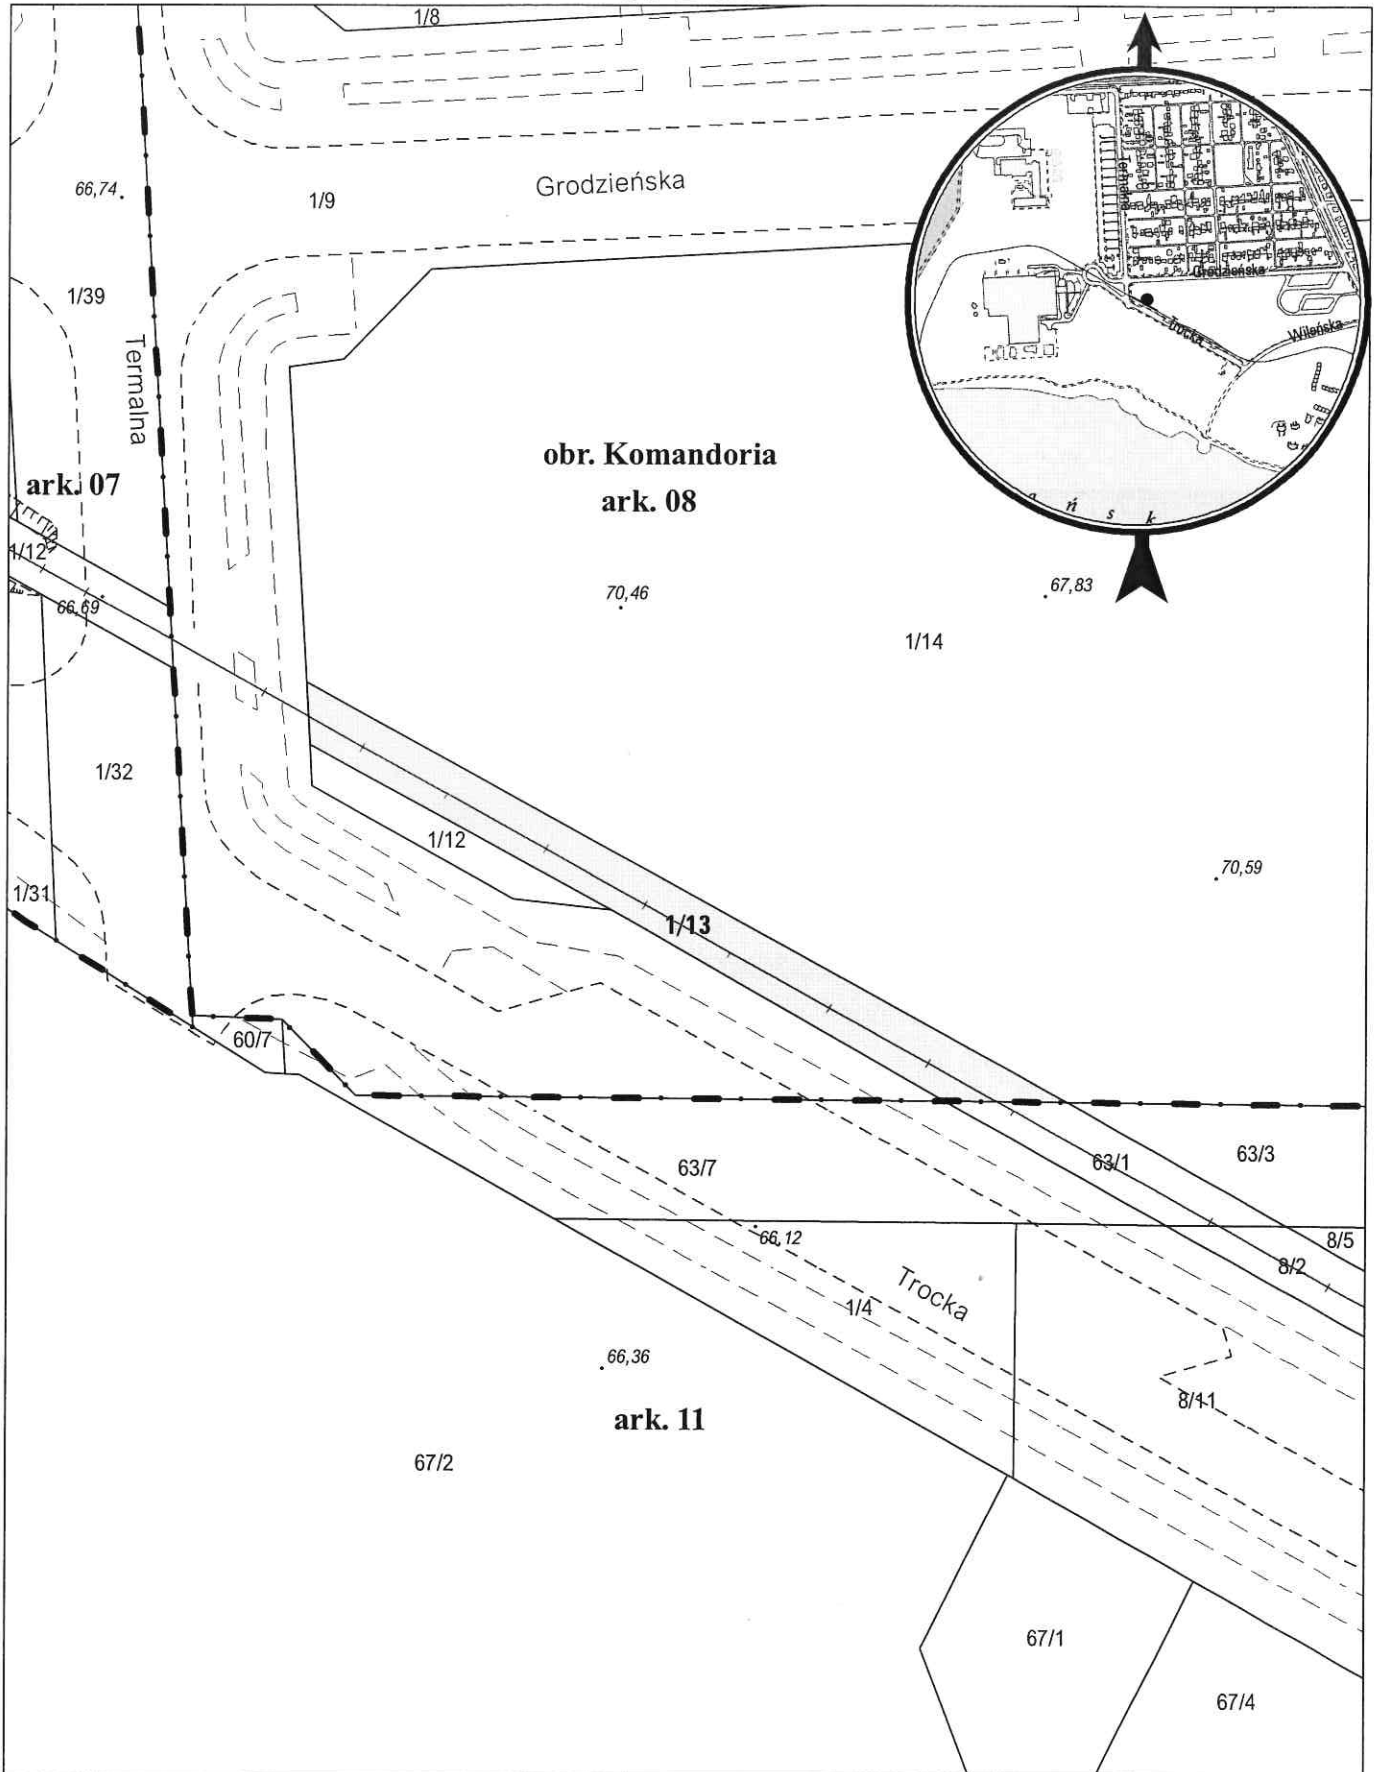 1/8
Termalna
Grodzieńska
Trocka
Wileńska
a ń s k
66,74
1/9
Grodzieńska
1/39
Termalna
obr. Komandoria
ark. 08
ark. 07
1/12
66,69
70,46
67,83
1/14
1/32
1/12
70,59
1/31
1/13
60/7
63/7
63/1
63/3
66,12
8/5
8/2
Trocka
1/4
66,36
8/11
ark. 11
67/2
67/1
67/4